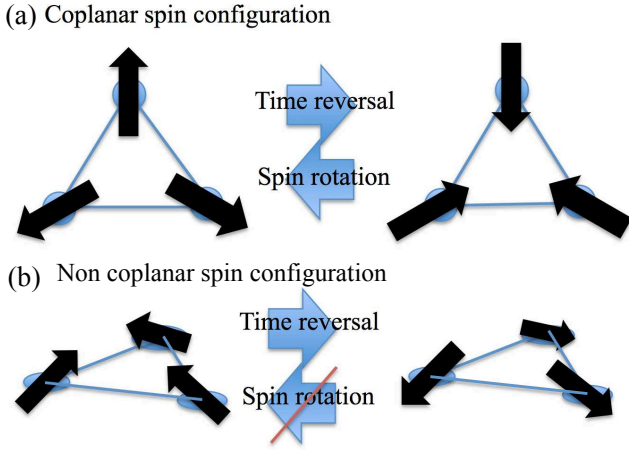 (a) Coplanar spin configuration
Time reversal
Spin rotation
(b) Non coplanar spin configuration
Time reversal
Spin rotation